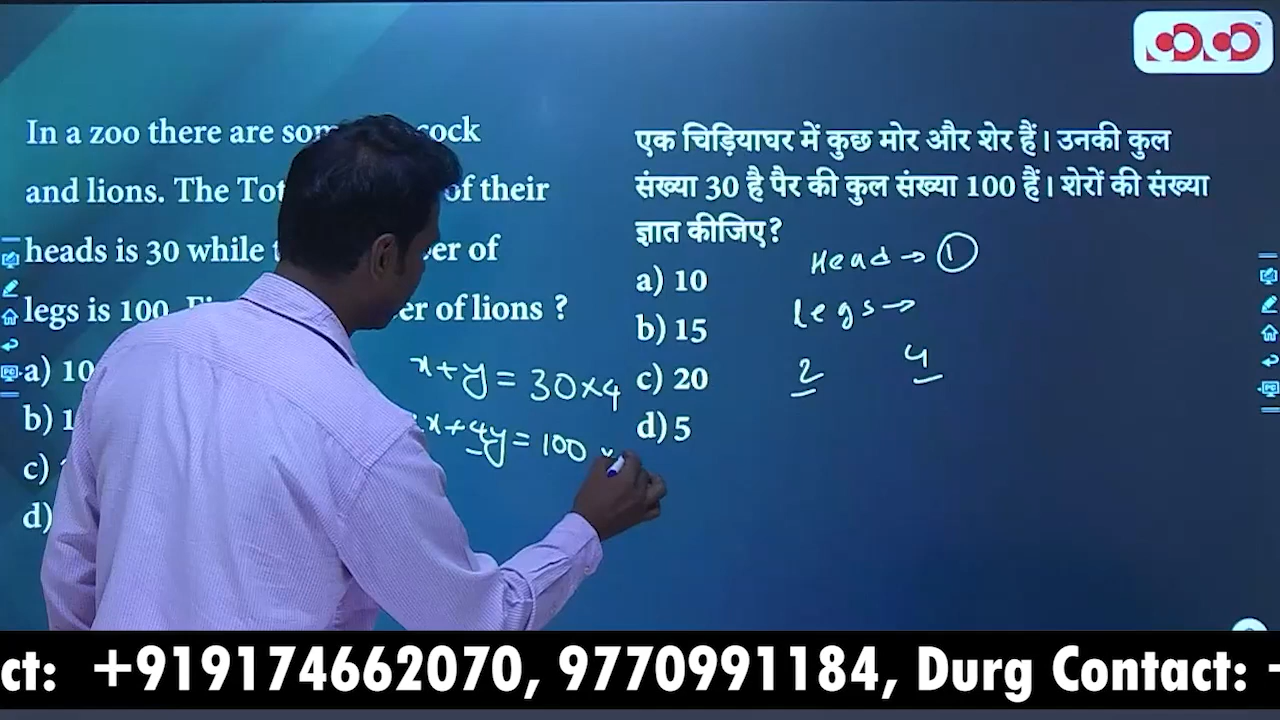 In a zoo there are som cock
and lions. The Tot of their
heads is 30 while ber of
legs is 100. er of lions ?
a) 10
b) 1
c)
d)
x+y = 30×4
x+4y = 100 ×
एक चिड़ियाघर में कुछ मोर और शेर हैं। उनकी कुल
संख्या 30 है पैर की कुल संख्या 100 हैं। शेरों की संख्या
ज्ञात कीजिए?
a) 10
b) 15
c) 20
d) 5
Head → 1
legs →
2 4
ct: +919174662070, 9770991184, Durg Contact: